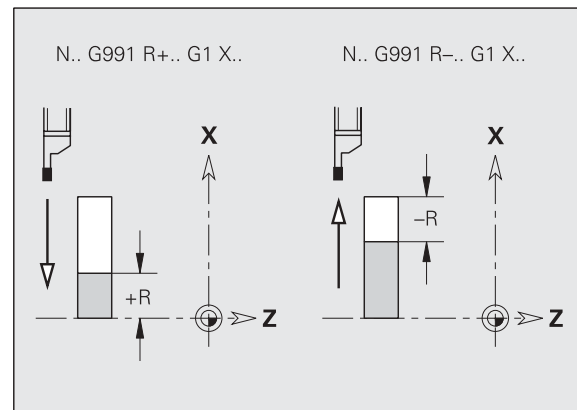 N.. G991 R+.. G1 X..
N.. G991 R–.. G1 X..
X
+R
Z
X
–R
Z